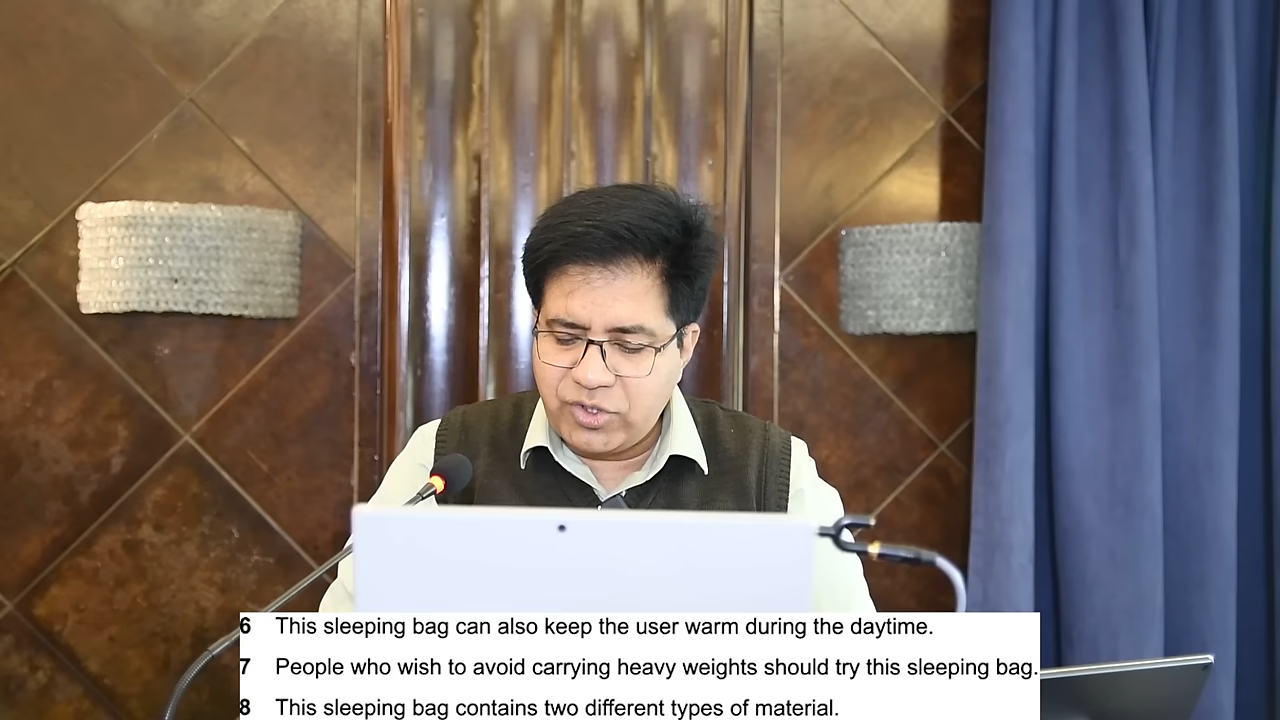 6 This sleeping bag can also keep the user warm during the daytime.
7 People who wish to avoid carrying heavy weights should try this sleeping bag.
8 This sleeping bag contains two different types of material.